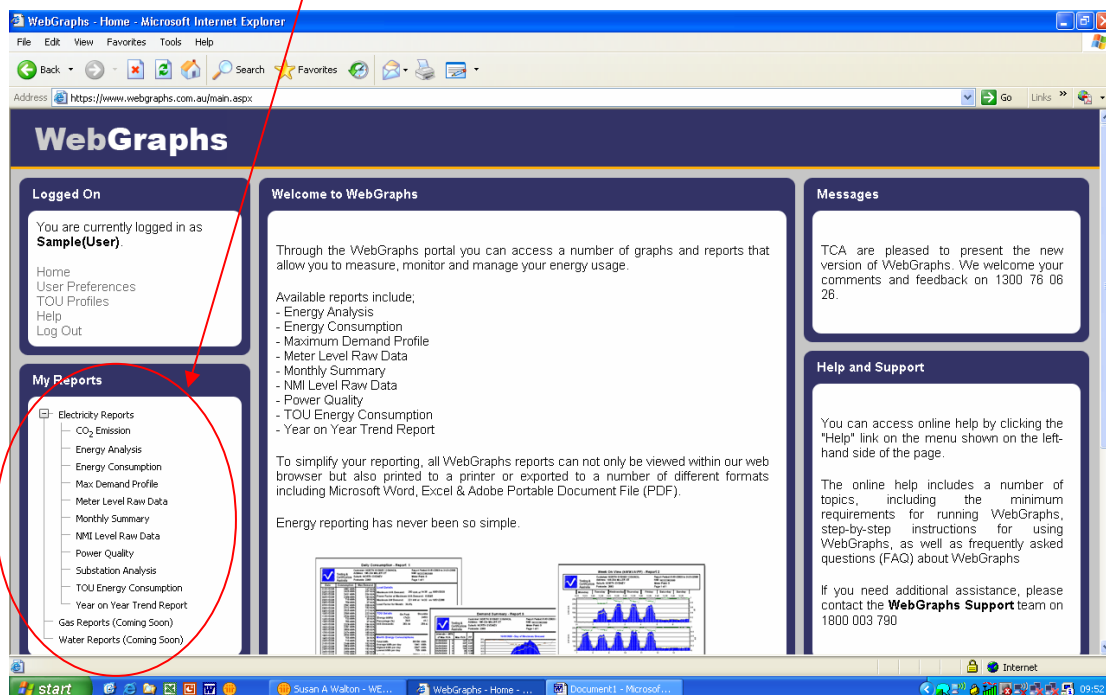 WebGraphs - Home - Microsoft Internet Explorer
File Edit View Favorites Tools Help
Back Search Favorites
Address https://www.webgraphs.com.au/main.aspx Go Links »
WebGraphs
Logged On
You are currently logged in as
Sample(User).
Home
User Preferences
TOU Profiles
Help
Log Out
My Reports
Electricity Reports
CO2 Emission
Energy Analysis
Energy Consumption
Max Demand Profile
Meter Level Raw Data
Monthly Summary
NMI Level Raw Data
Power Quality
Substation Analysis
TOU Energy Consumption
Year on Year Trend Report
Gas Reports (Coming Soon)
Water Reports (Coming Soon)
Welcome to WebGraphs
Through the WebGraphs portal you can access a number of graphs and reports that
allow you to measure, monitor and manage your energy usage.
Available reports include;
- Energy Analysis
- Energy Consumption
- Maximum Demand Profile
- Meter Level Raw Data
- Monthly Summary
- NMI Level Raw Data
- Power Quality
- TOU Energy Consumption
- Year on Year Trend Report
To simplify your reporting, all WebGraphs reports can not only be viewed within our web
browser but also printed to a printer or exported to a number of different formats
including Microsoft Word, Excel & Adobe Portable Document File (PDF).
Energy reporting has never been so simple.
Daily Consumption - Report 1
Demand Summary - Report 4
Messages
TCA are pleased to present the new
version of WebGraphs. We welcome your
comments and feedback on 1300 76 06
26.
Help and Support
You can access online help by clicking the
"Help" link on the menu shown on the left-
hand side of the page.
The online help includes a number of
topics, including the minimum
requirements for running WebGraphs,
step-by-step instructions for using
WebGraphs, as well as frequently asked
questions (FAQ) about WebGraphs
If you need additional assistance, please
contact the WebGraphs Support team on
1800 003 790
Internet
start Susan A Walton - WE... WebGraphs - Home - ... Document1 - Microsof... 09:52